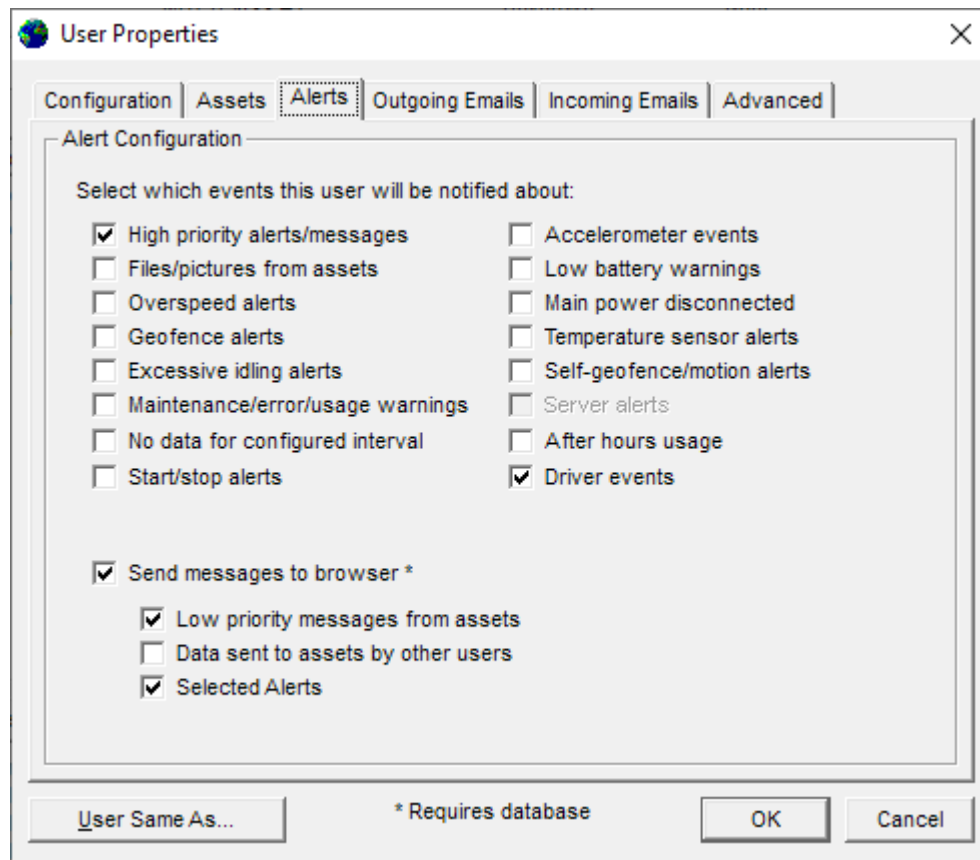 User Properties
Configuration Assets Alerts Outgoing Emails Incoming Emails Advanced
Alert Configuration
Select which events this user will be notified about:
High priority alerts/messages
Files/pictures from assets
Overspeed alerts
Geofence alerts
Excessive idling alerts
Maintenance/error/usage warnings
No data for configured interval
Start/stop alerts
Accelerometer events
Low battery warnings
Main power disconnected
Temperature sensor alerts
Self-geofence/motion alerts
Server alerts
After hours usage
Driver events
Send messages to browser *
Low priority messages from assets
Data sent to assets by other users
Selected Alerts
User Same As...
* Requires database
OK
Cancel